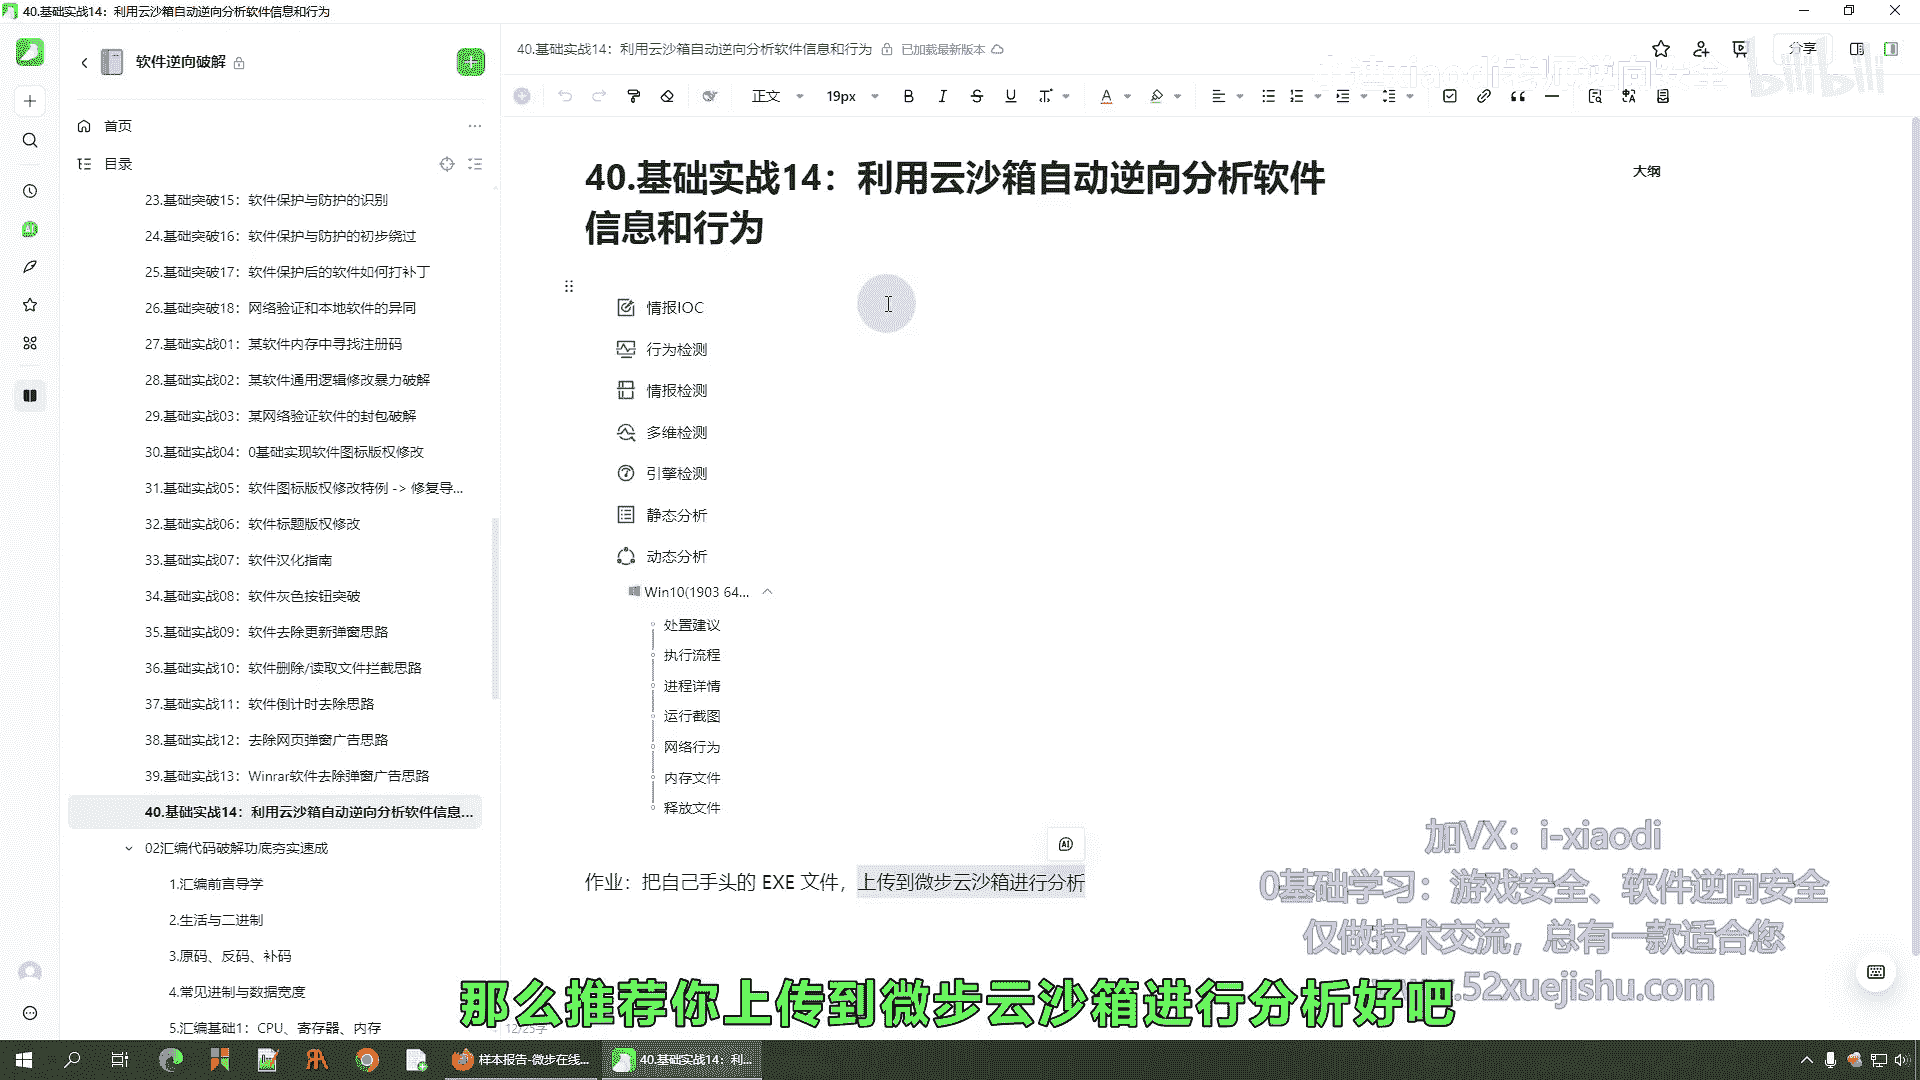 40.基础实战14：利用云沙箱自动逆向分析软件信息和行为
软件逆向破解
首页
目录
23.基础突破15：软件保护与防护的识别
24.基础突破16：软件保护与防护的初步绕过
25.基础突破17：软件保护后的软件如何打补丁
26.基础突破18：网络验证和本地软件的异同
27.基础实战01：某软件内存中寻找注册码
28.基础实战02：某软件通用逻辑修改暴力破解
29.基础实战03：某网络验证软件的封包破解
30.基础实战04：0基础实现软件图标版权修改
31.基础实战05：软件图标版权修改特例 -> 修复导...
32.基础实战06：软件标题版权修改
33.基础实战07：软件汉化指南
34.基础实战08：软件灰色按钮突破
35.基础实战09：软件去除更新弹窗思路
36.基础实战10：软件删除/读取文件拦截思路
37.基础实战11：软件倒计时去除思路
38.基础实战12：去除网页弹窗广告思路
39.基础实战13：Winrar软件去除弹窗广告思路
40.基础实战14：利用云沙箱自动逆向分析软件信息...
02汇编代码破解功底夯实速成
1.汇编前言导学
2.生活与二进制
3.原码、反码、补码
4.常见进制与数据宽度
5.汇编基础1：CPU、寄存器、内存
40.基础实战14：利用云沙箱自动逆向分析软件信息和行为 已加载最新版本
分享
xiaodi老师逆向安全
bilibili
正文 19px
40.基础实战14：利用云沙箱自动逆向分析软件
信息和行为
大纲
情报IOC
行为检测
情报检测
多维检测
引擎检测
静态分析
动态分析
Win10(1903 64...
处置建议
执行流程
进程详情
运行截图
网络行为
内存文件
释放文件
作业：把自己手头的 EXE 文件，上传到微步云沙箱进行分析
加VX：i-xiaodi
0基础学习：游戏安全、软件逆向安全
仅做技术交流，总有一款适合您
.52xuejishu.com
那么推荐你上传到微步云沙箱进行分析好吧
样本报告-微步在线...
40.基础实战14：利...